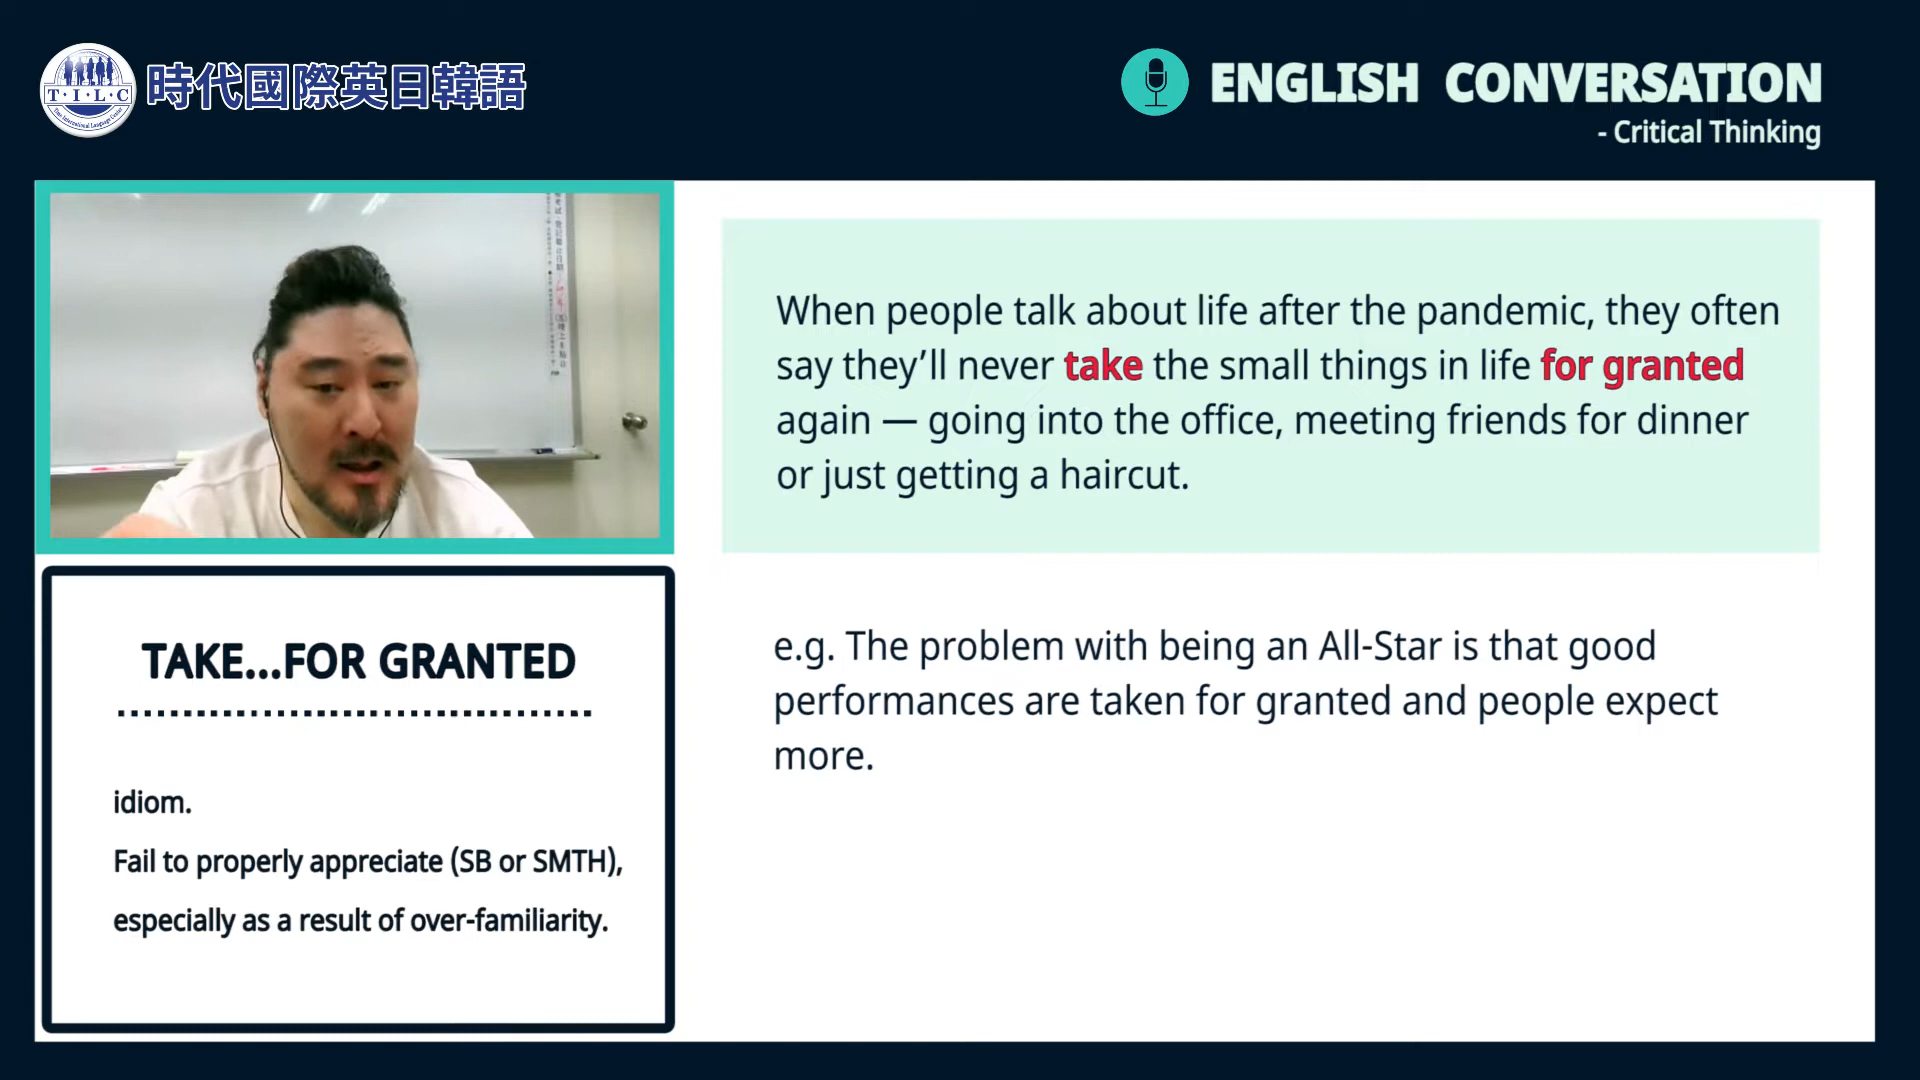 T·I·L·C
時代國際英日韓語
ENGLISH CONVERSATION
- Critical Thinking
When people talk about life after the pandemic, they often
say they’ll never take the small things in life for granted
again — going into the office, meeting friends for dinner
or just getting a haircut.
TAKE...FOR GRANTED
idiom.
Fail to properly appreciate (SB or SMTH),
especially as a result of over-familiarity.
e.g. The problem with being an All-Star is that good
performances are taken for granted and people expect
more.